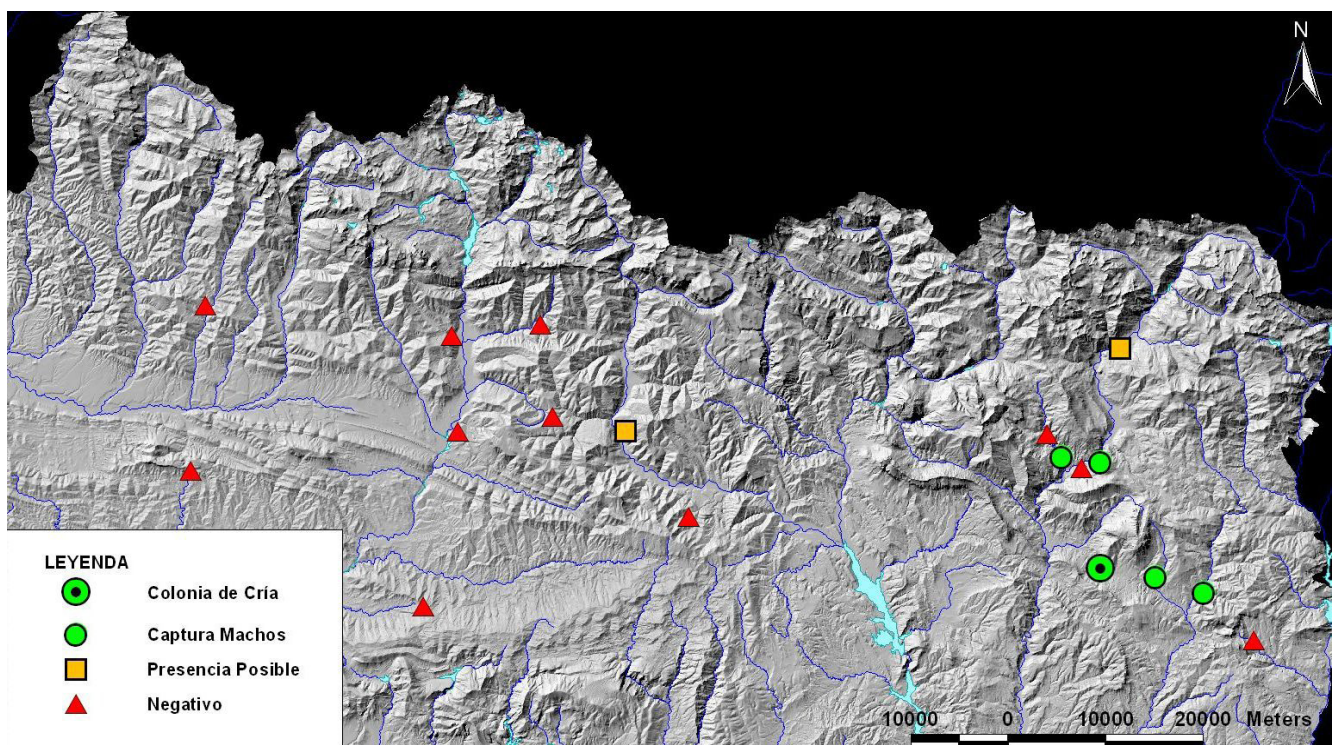 N
LEYENDA
Colonia de Cría
Captura Machos
Presencia Posible
Negativo
10000 0 10000 20000 Meters